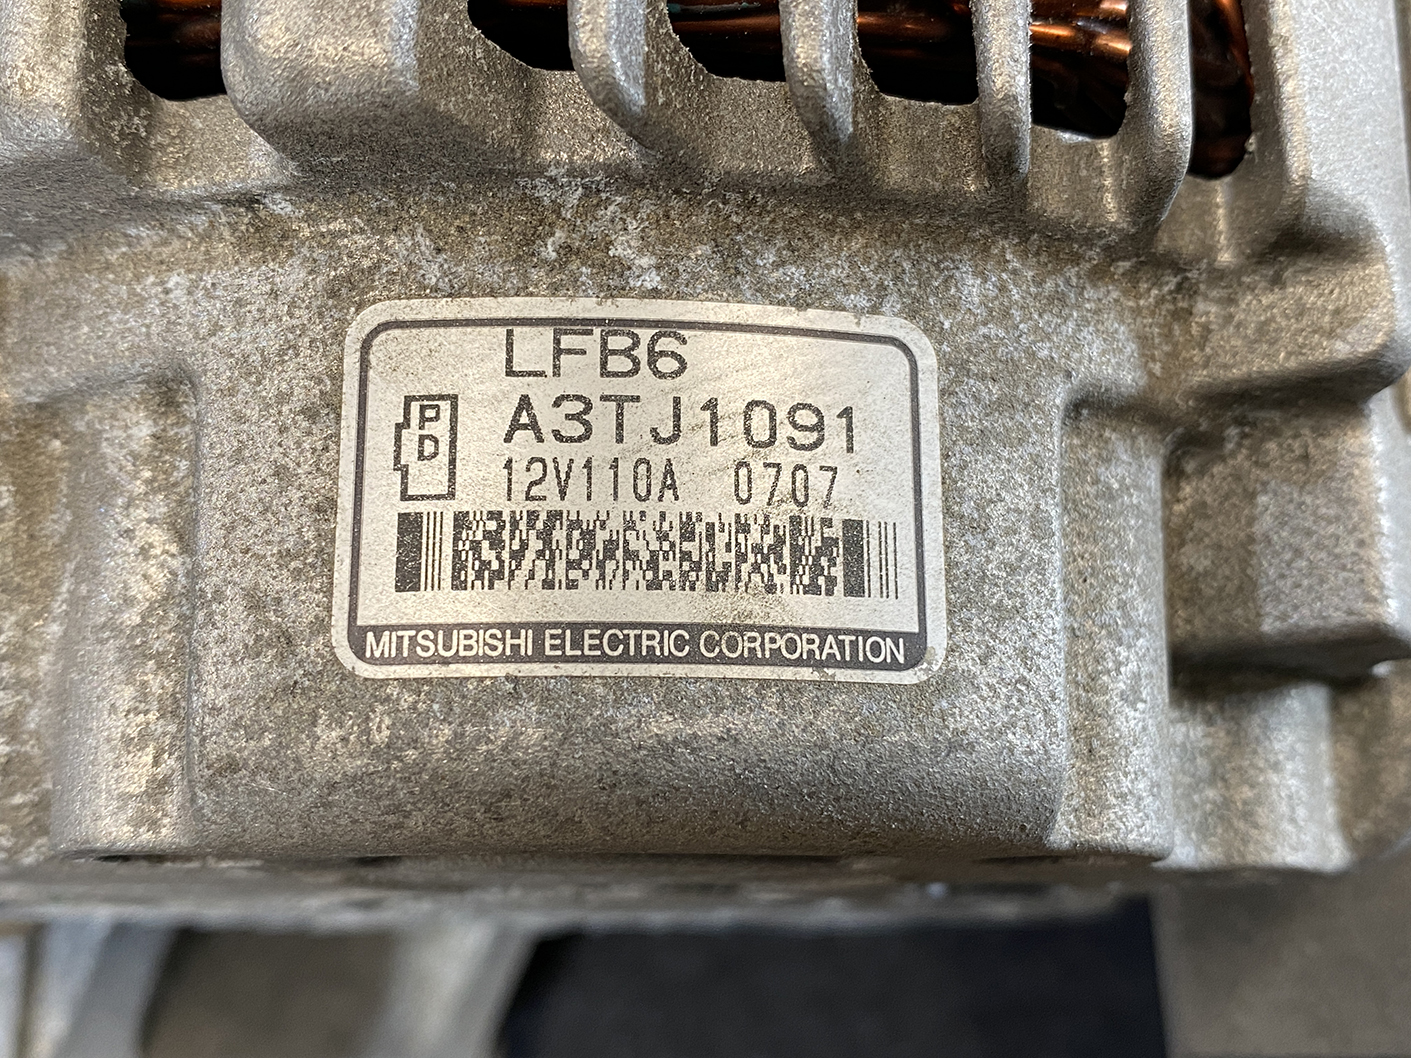 LFB6
PD
A3TJ1091
12V110A 0707
MITSUBISHI ELECTRIC CORPORATION